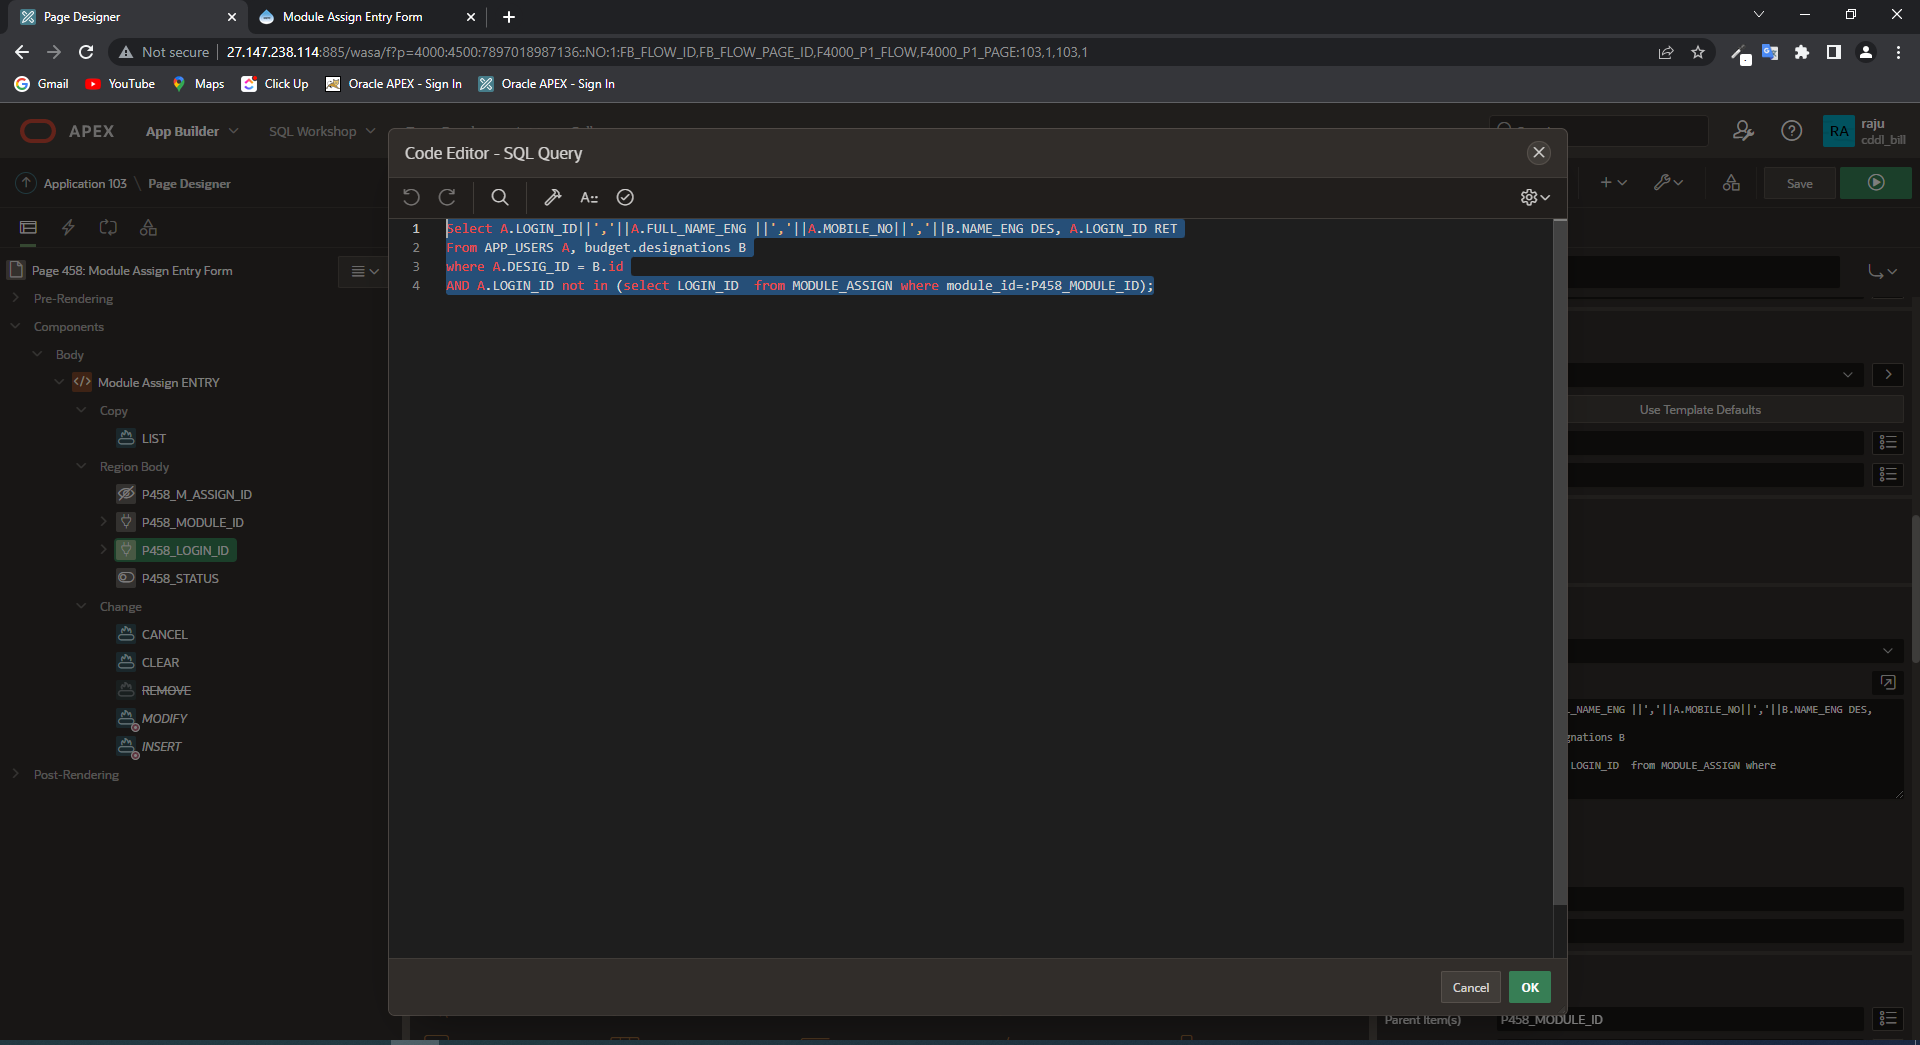 Page Designer
Module Assign Entry Form
Not secure
27.147.238.114:885/wasa/f?p=4000:4500:7897018987136::NO:1:FB_FLOW_ID,FB_FLOW_PAGE_ID,F4000_P1_FLOW,F4000_P1_PAGE:103,1,103,1
Gmail
YouTube
Maps
Click Up
Oracle APEX - Sign In
Oracle APEX - Sign In
APEX
App Builder
SQL Workshop
RA
raju
cddl_bill
Application 103 \ Page Designer
Save
Code Editor - SQL Query
1 Select A.LOGIN_ID||','||A.FULL_NAME_ENG ||','||A.MOBILE_NO||','||B.NAME_ENG DES, A.LOGIN_ID RET
2 From APP_USERS A, budget.designations B
3 where A.DESIG_ID = B.id
4 AND A.LOGIN_ID not in (select LOGIN_ID  from MODULE_ASSIGN where module_id=:P458_MODULE_ID);
Page 458: Module Assign Entry Form
Pre-Rendering
Components
Body
Module Assign ENTRY
Copy
LIST
Region Body
P458_M_ASSIGN_ID
P458_MODULE_ID
P458_LOGIN_ID
P458_STATUS
Change
CANCEL
CLEAR
REMOVE
MODIFY
INSERT
Post-Rendering
Use Template Defaults
_NAME_ENG ||','||A.MOBILE_NO||','||B.NAME_ENG DES,
gnations B
LOGIN_ID  from MODULE_ASSIGN where
Cancel
OK
Parent Item(s)
P458_MODULE_ID